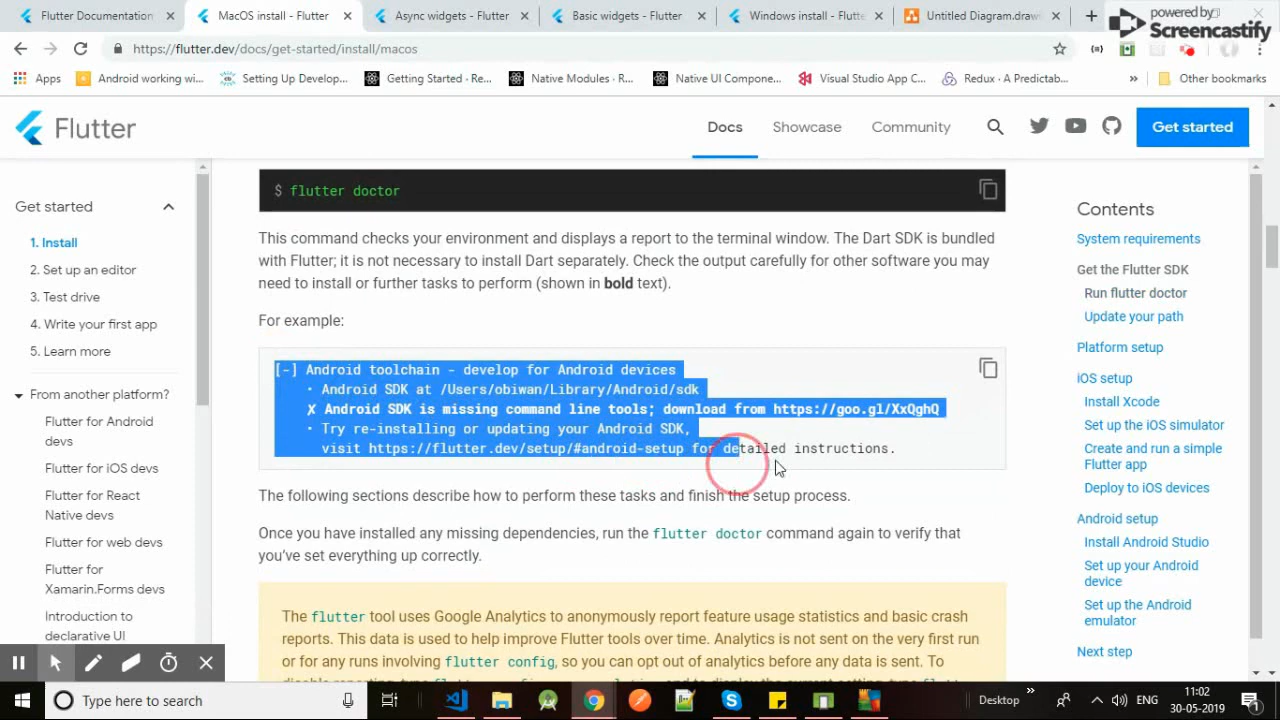 Flutter Documentation
MacOS install - Flutter
Async widgets - Flutter
Basic widgets - Flutter
Windows install - Flutte
Untitled Diagram.draw
powered by
Screencastify
https://flutter.dev/docs/get-started/install/macos
Apps
Android working wi...
Setting Up Develop...
Getting Started · Re...
Native Modules · R...
Native UI Compone...
Visual Studio App C...
Redux · A Predictab...
»
Other bookmarks
Flutter
Docs
Showcase
Community
Get started
Get started
1. Install
2. Set up an editor
3. Test drive
4. Write your first app
5. Learn more
From another platform?
Flutter for Android
devs
Flutter for iOS devs
Flutter for React
Native devs
Flutter for web devs
Flutter for
Xamarin.Forms devs
Introduction to
declarative UI
$ flutter doctor
This command checks your environment and displays a report to the terminal window. The Dart SDK is bundled
with Flutter; it is not necessary to install Dart separately. Check the output carefully for other software you may
need to install or further tasks to perform (shown in bold text).
For example:
[-] Android toolchain - develop for Android devices
• Android SDK at /Users/obiwan/Library/Android/sdk
✗ Android SDK is missing command line tools; download from https://goo.gl/XxQghQ
• Try re-installing or updating your Android SDK,
visit https://flutter.dev/setup/#android-setup for detailed instructions.
The following sections describe how to perform these tasks and finish the setup process.
Once you have installed any missing dependencies, run the flutter doctor command again to verify that
you've set everything up correctly.
The flutter tool uses Google Analytics to anonymously report feature usage statistics and basic crash
reports. This data is used to help improve Flutter tools over time. Analytics is not sent on the very first run
or for any runs involving flutter config, so you can opt out of analytics before any data is sent. To
Contents
System requirements
Get the Flutter SDK
Run flutter doctor
Update your path
Platform setup
iOS setup
Install Xcode
Set up the iOS simulator
Create and run a simple
Flutter app
Deploy to iOS devices
Android setup
Install Android Studio
Set up your Android
device
Set up the Android
emulator
Next step
Type here to search
Desktop
»
ENG
11:02
30-05-2019
1